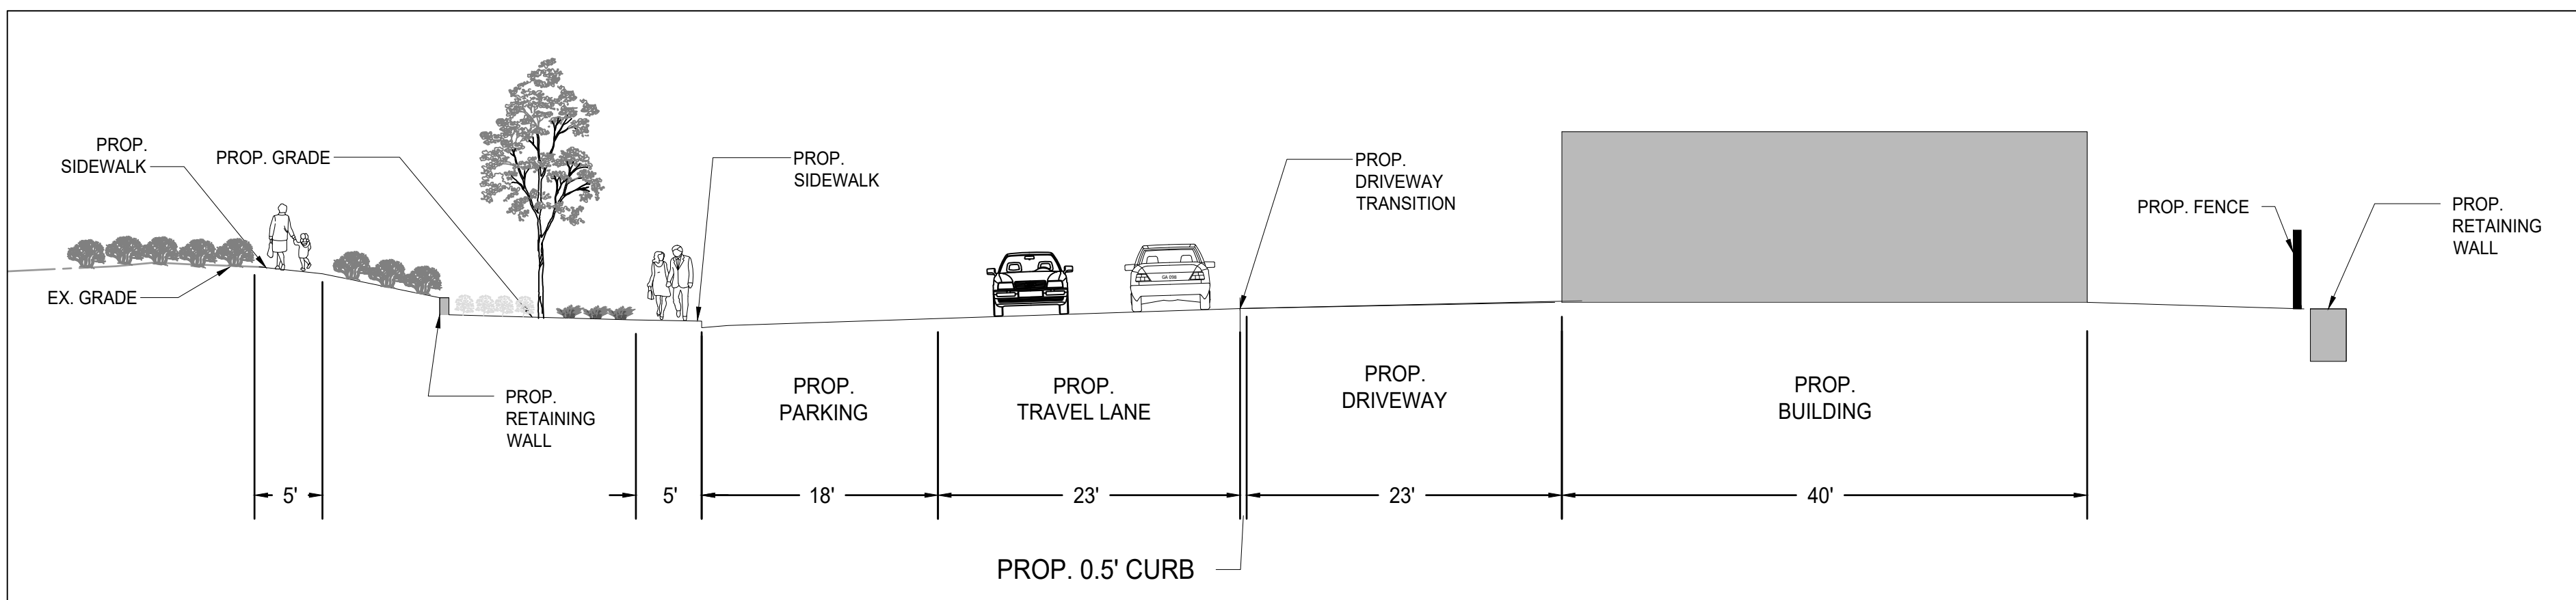 PROP.
SIDEWALK
PROP. GRADE
EX. GRADE
PROP.
RETAINING
WALL
PROP.
SIDEWALK
PROP.
DRIVEWAY
TRANSITION
PROP. FENCE
PROP.
RETAINING
WALL
PROP.
PARKING
PROP.
TRAVEL LANE
PROP.
DRIVEWAY
PROP.
BUILDING
5'
5'
18'
23'
23'
40'
PROP. 0.5' CURB